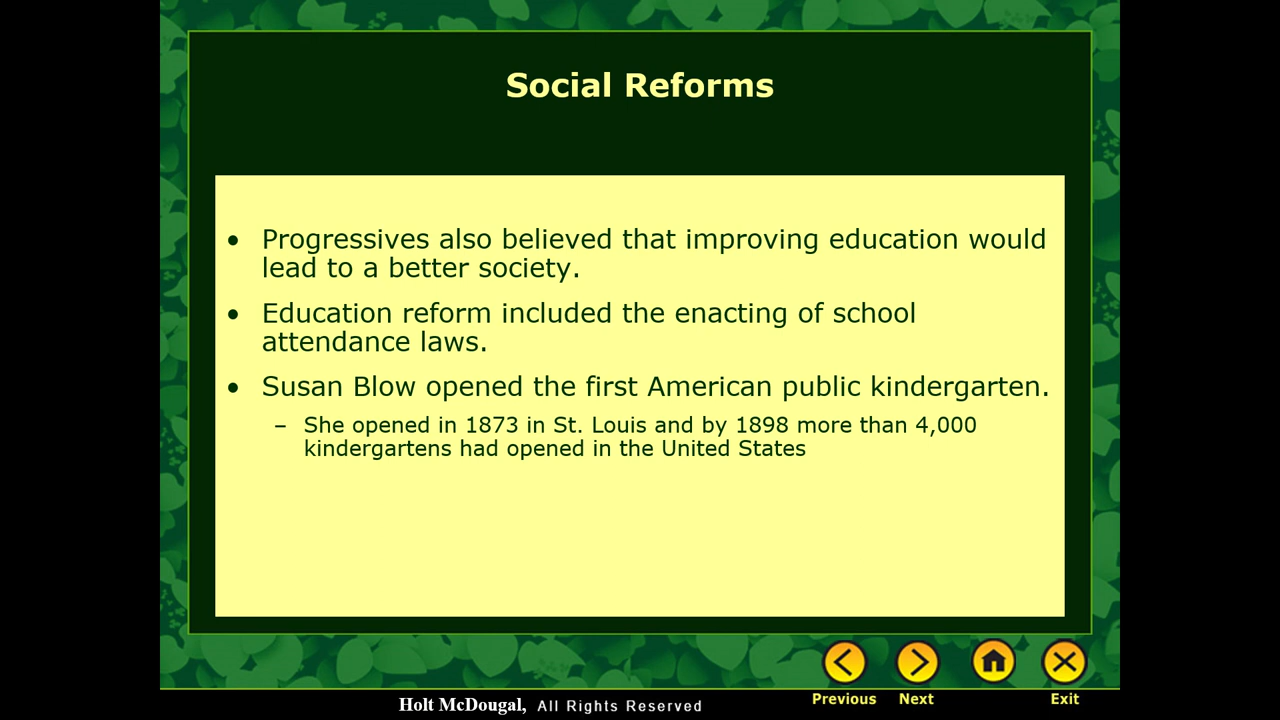 Social Reforms
• Progressives also believed that improving education would
lead to a better society.
• Education reform included the enacting of school
attendance laws.
• Susan Blow opened the first American public kindergarten.
– She opened in 1873 in St. Louis and by 1898 more than 4,000
kindergartens had opened in the United States
Previous Next Exit
Holt McDougal, All Rights Reserved